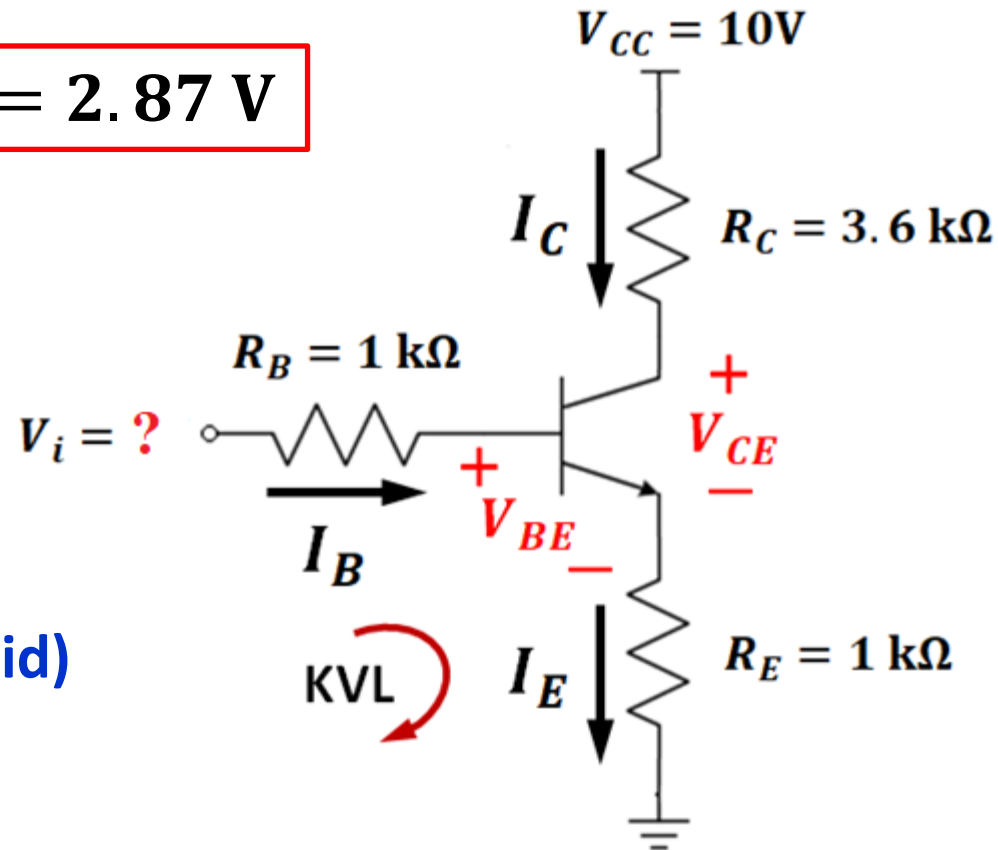 V_CC = 10V
= 2.87 V
I_C
R_C = 3.6 kΩ
R_B = 1 kΩ
+
V_i = ?
V_CE
+
−
V_BE
I_B
−
id)
KVL
I_E
R_E = 1 kΩ